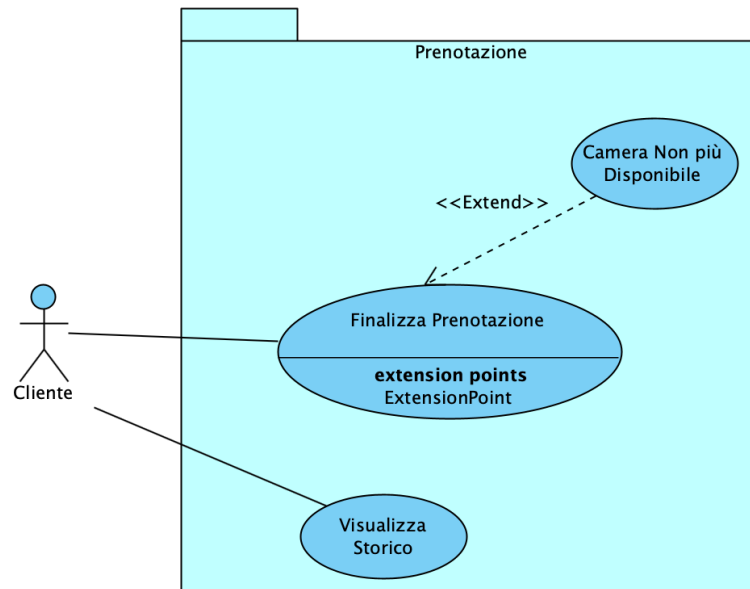 Prenotazione
Camera Non più
Disponibile
<<Extend>>
Finalizza Prenotazione
extension points
ExtensionPoint
Cliente
Visualizza
Storico